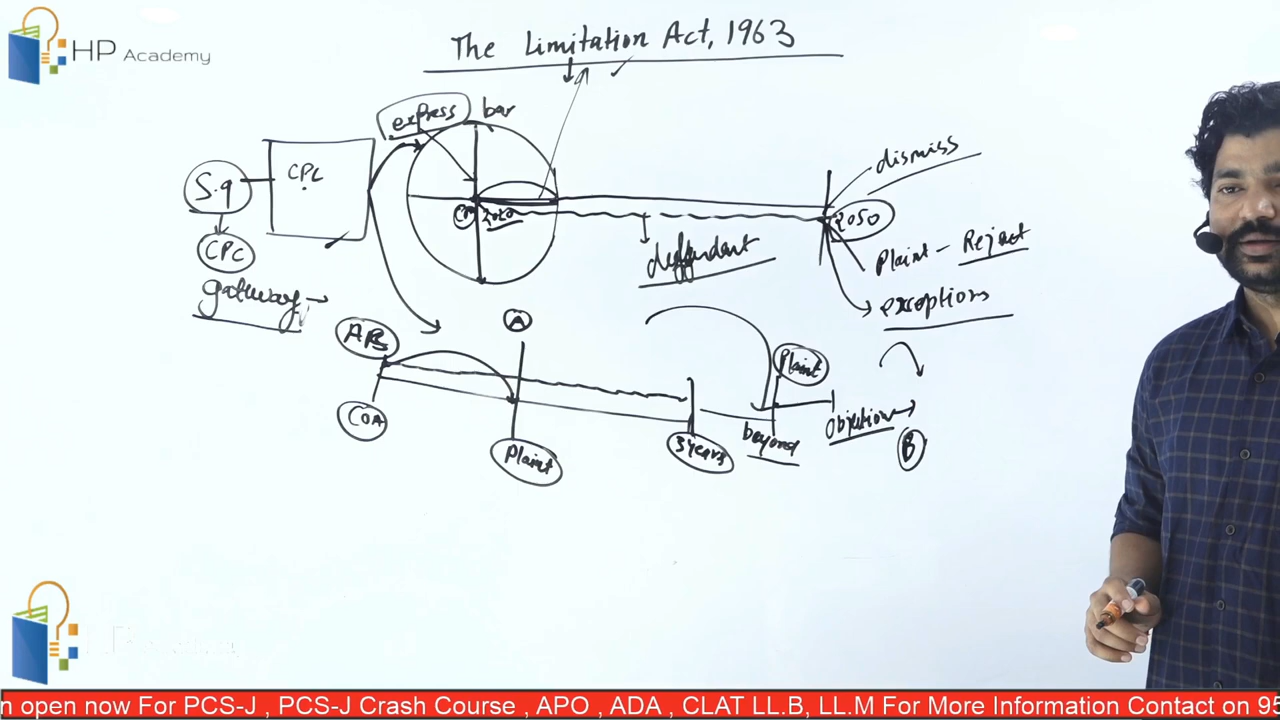 HP Academy
The Limitation Act, 1963
express bar
S.9
CPC
CPC
gateway
2020
2050
dismiss
Plaint - Reject
exceptions
deffendant
A
Plaint
COA
Plaint
3 years
beyond
objection
B
n open now For PCS-J , PCS-J Crash Course , APO , ADA , CLAT LL.B, LL.M For More Information Contact on 95